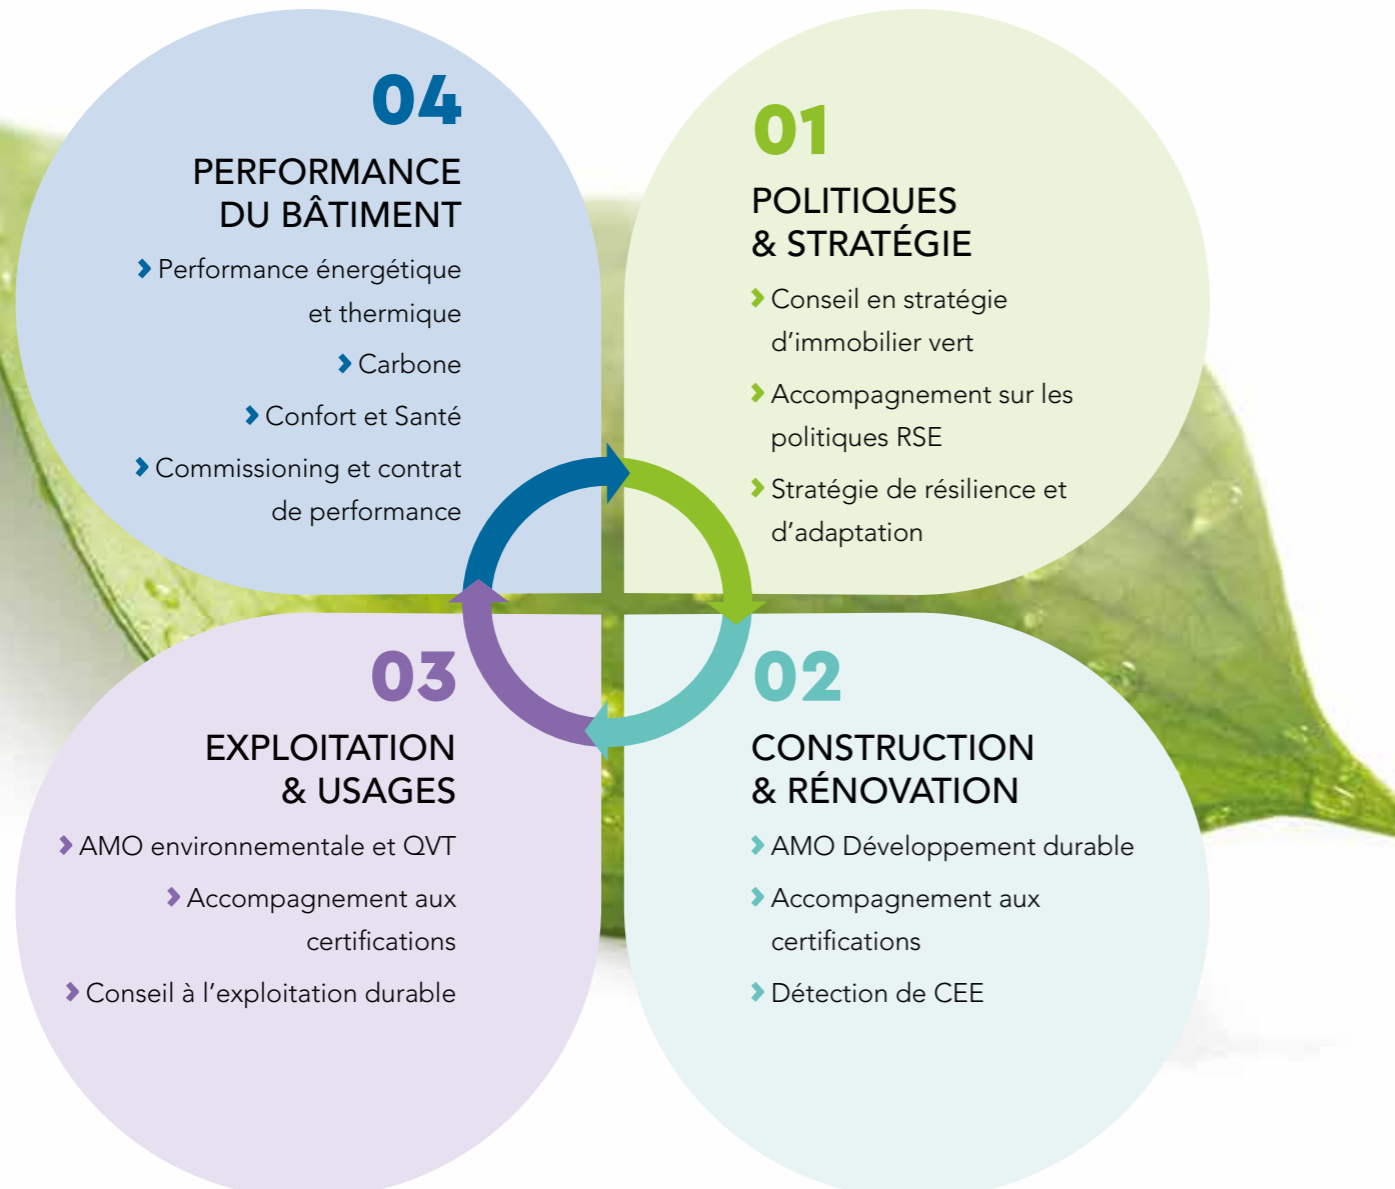 04
PERFORMANCE
DU BÂTIMENT
Performance énergétique
et thermique
Carbone
Confort et Santé
Commissioning et contrat
de performance
01
POLITIQUES
& STRATÉGIE
Conseil en stratégie
d’immobilier vert
Accompagnement sur les
politiques RSE
Stratégie de résilience et
d’adaptation
03
EXPLOITATION
& USAGES
AMO environnementale et QVT
Accompagnement aux
certifications
Conseil à l’exploitation durable
02
CONSTRUCTION
& RÉNOVATION
AMO Développement durable
Accompagnement aux
certifications
Détection de CEE